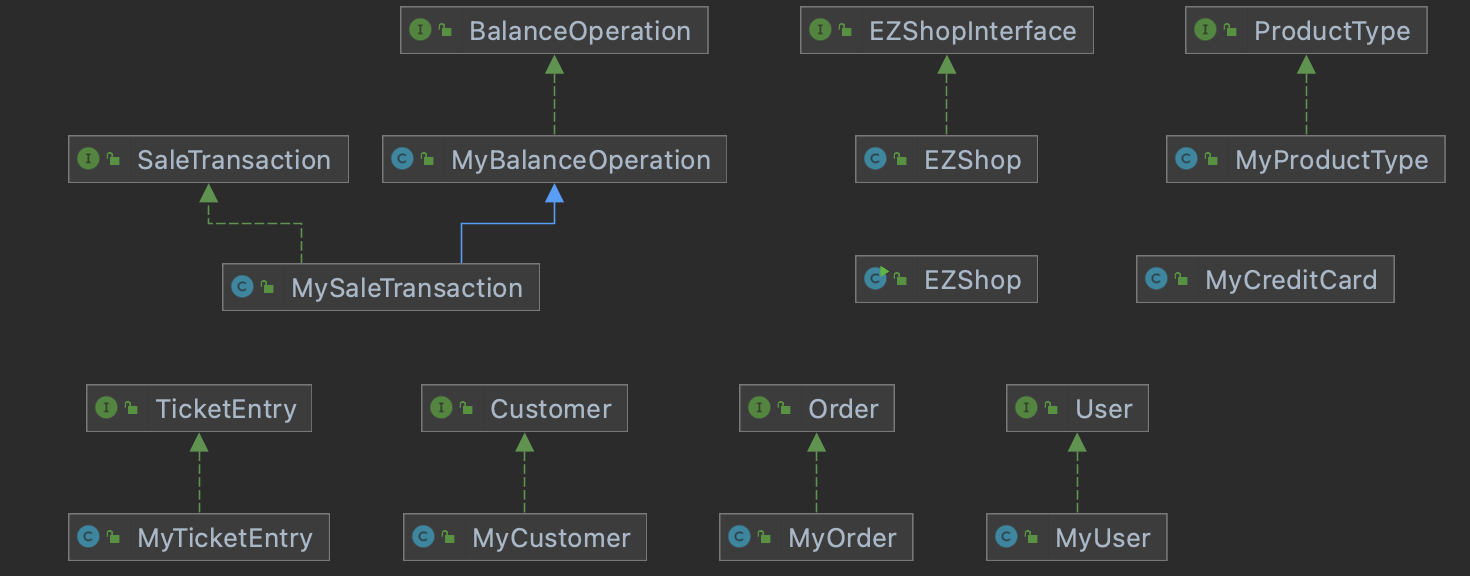 BalanceOperation
EZShopInterface
ProductType
SaleTransaction
MyBalanceOperation
EZShop
MyProductType
MySaleTransaction
EZShop
MyCreditCard
TicketEntry
Customer
Order
User
MyTicketEntry
MyCustomer
MyOrder
MyUser